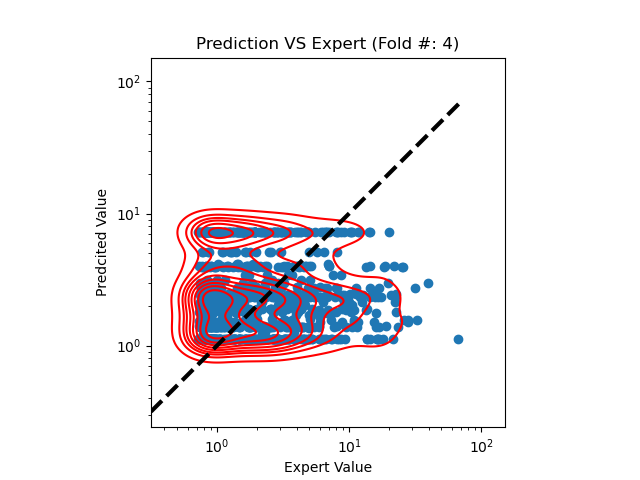 Prediction VS Expert (Fold #: 4)
10²
10¹
10⁰
Predcited Value
10⁰ 10¹ 10²
Expert Value